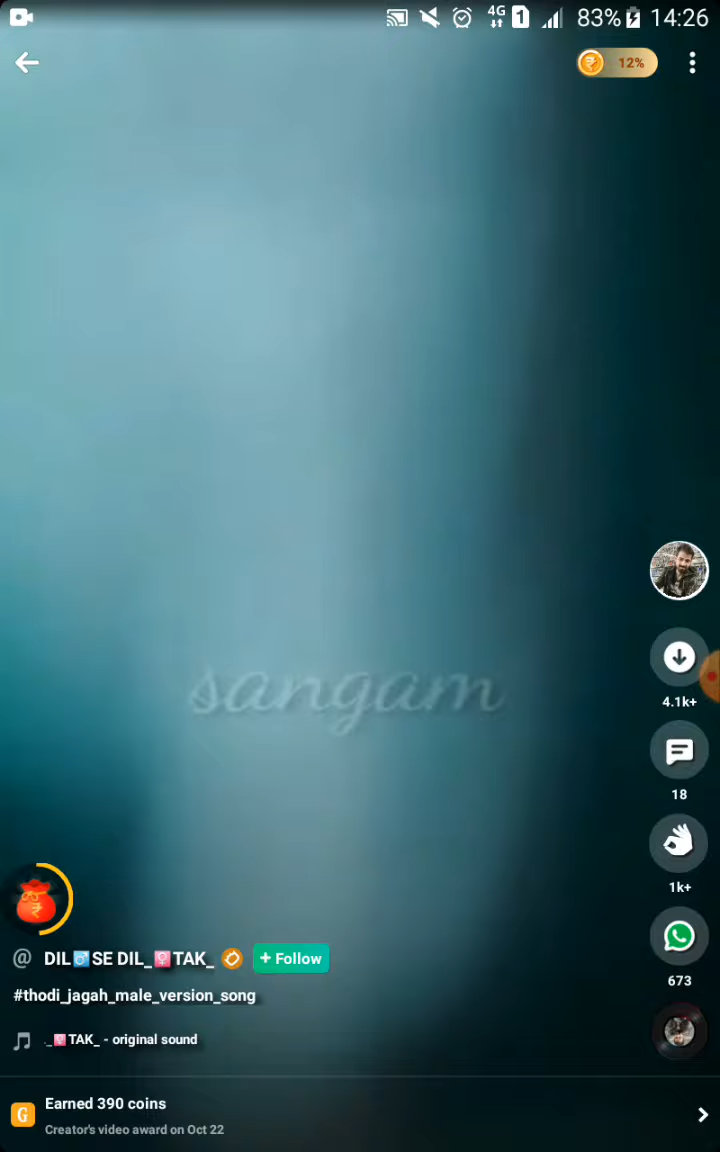 4G 1 83% 14:26
12%
sangam
4.1k+
18
1k+
DIL♂️SE DIL_♀️TAK_ + Follow
673
#thodi_jagah_male_version_song
._♀️TAK_ - original sound
G Earned 390 coins
Creator's video award on Oct 22